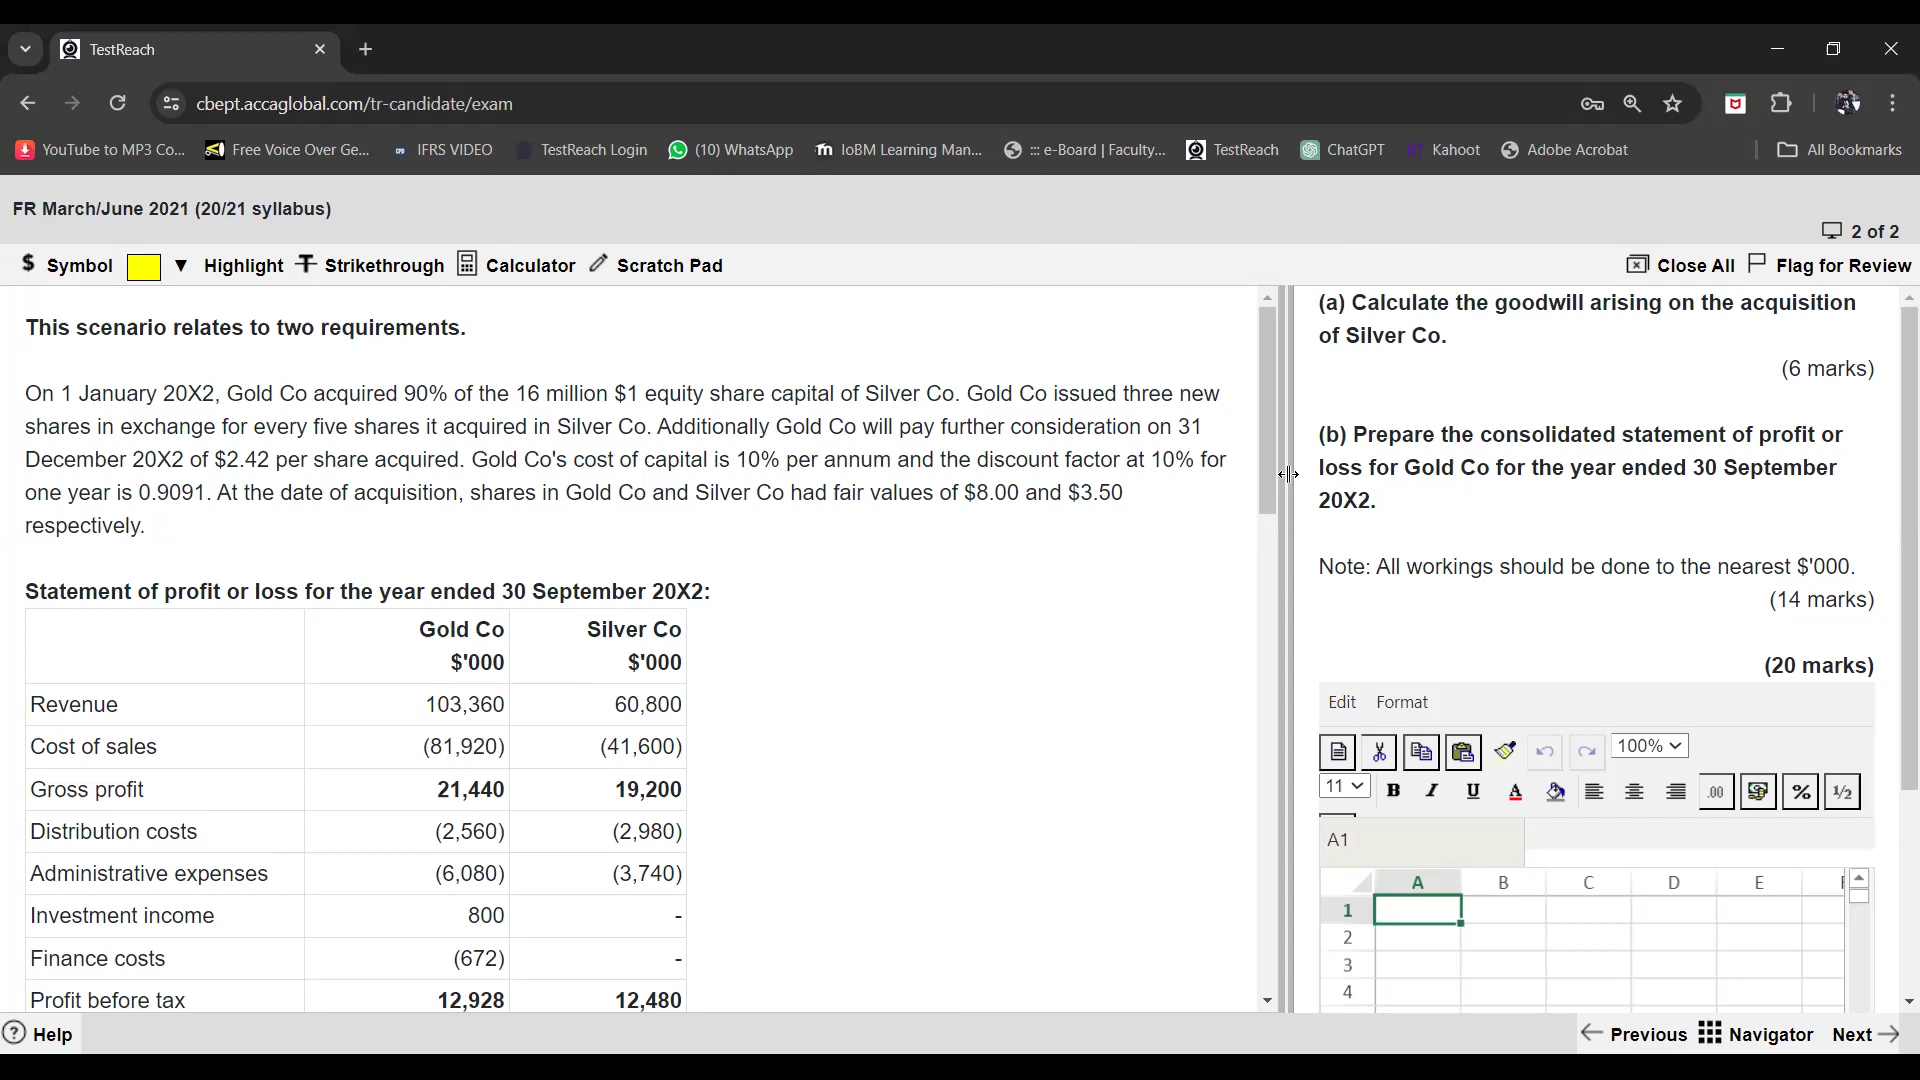 TestReach
cbept.accaglobal.com/tr-candidate/exam
YouTube to MP3 Co...
Free Voice Over Ge...
IFRS VIDEO
TestReach Login
(10) WhatsApp
IoBM Learning Man...
::: e-Board | Faculty...
TestReach
ChatGPT
Kahoot
Adobe Acrobat
All Bookmarks
FR March/June 2021 (20/21 syllabus)
2 of 2
$ Symbol
Highlight
Strikethrough
Calculator
Scratch Pad
Close All
Flag for Review
This scenario relates to two requirements.
On 1 January 20X2, Gold Co acquired 90% of the 16 million $1 equity share capital of Silver Co. Gold Co issued three new
shares in exchange for every five shares it acquired in Silver Co. Additionally Gold Co will pay further consideration on 31
December 20X2 of $2.42 per share acquired. Gold Co's cost of capital is 10% per annum and the discount factor at 10% for
one year is 0.9091. At the date of acquisition, shares in Gold Co and Silver Co had fair values of $8.00 and $3.50
respectively.
Statement of profit or loss for the year ended 30 September 20X2:
Gold Co Silver Co
$'000 $'000
Revenue 103,360 60,800
Cost of sales (81,920) (41,600)
Gross profit 21,440 19,200
Distribution costs (2,560) (2,980)
Administrative expenses (6,080) (3,740)
Investment income 800 -
Finance costs (672) -
Profit before tax 12,928 12,480
(a) Calculate the goodwill arising on the acquisition
of Silver Co.
(6 marks)
(b) Prepare the consolidated statement of profit or
loss for Gold Co for the year ended 30 September
20X2.
Note: All workings should be done to the nearest $'000.
(14 marks)
(20 marks)
Edit Format
100%
11 B I U A .00 % 1/2
A1
A B C D E
1
2
3
4
Help
Previous
Navigator
Next